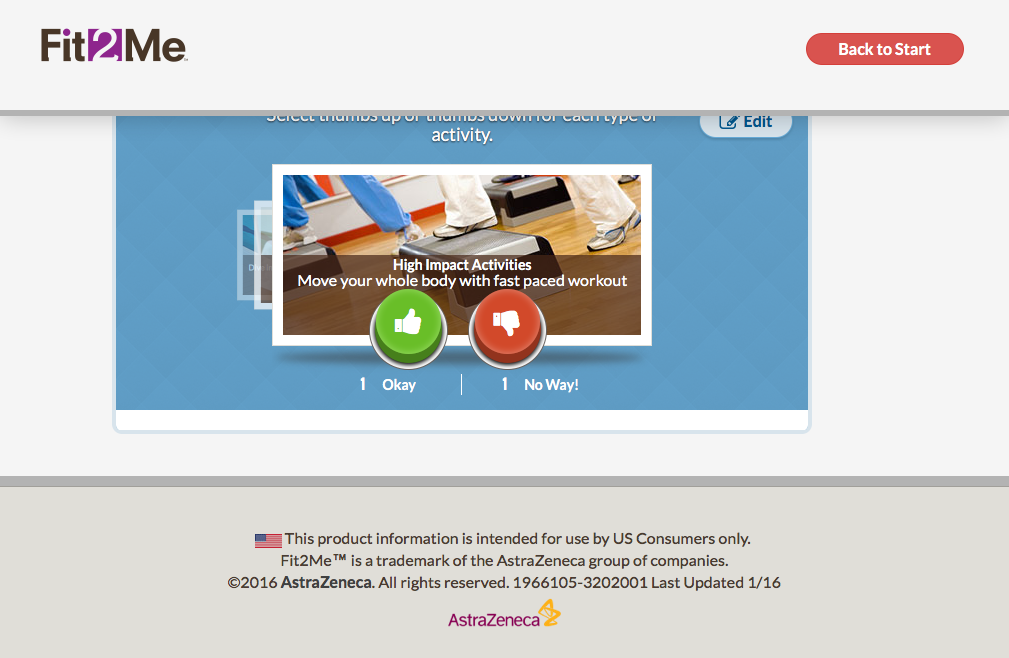 Fit2Me™
Back to Start
Select thumbs up or thumbs down for each type of
activity.
Edit
High Impact Activities
Move your whole body with fast paced workout
1 Okay
1 No Way!
This product information is intended for use by US Consumers only.
Fit2Me™ is a trademark of the AstraZeneca group of companies.
©2016 AstraZeneca. All rights reserved. 1966105-3202001 Last Updated 1/16
AstraZeneca